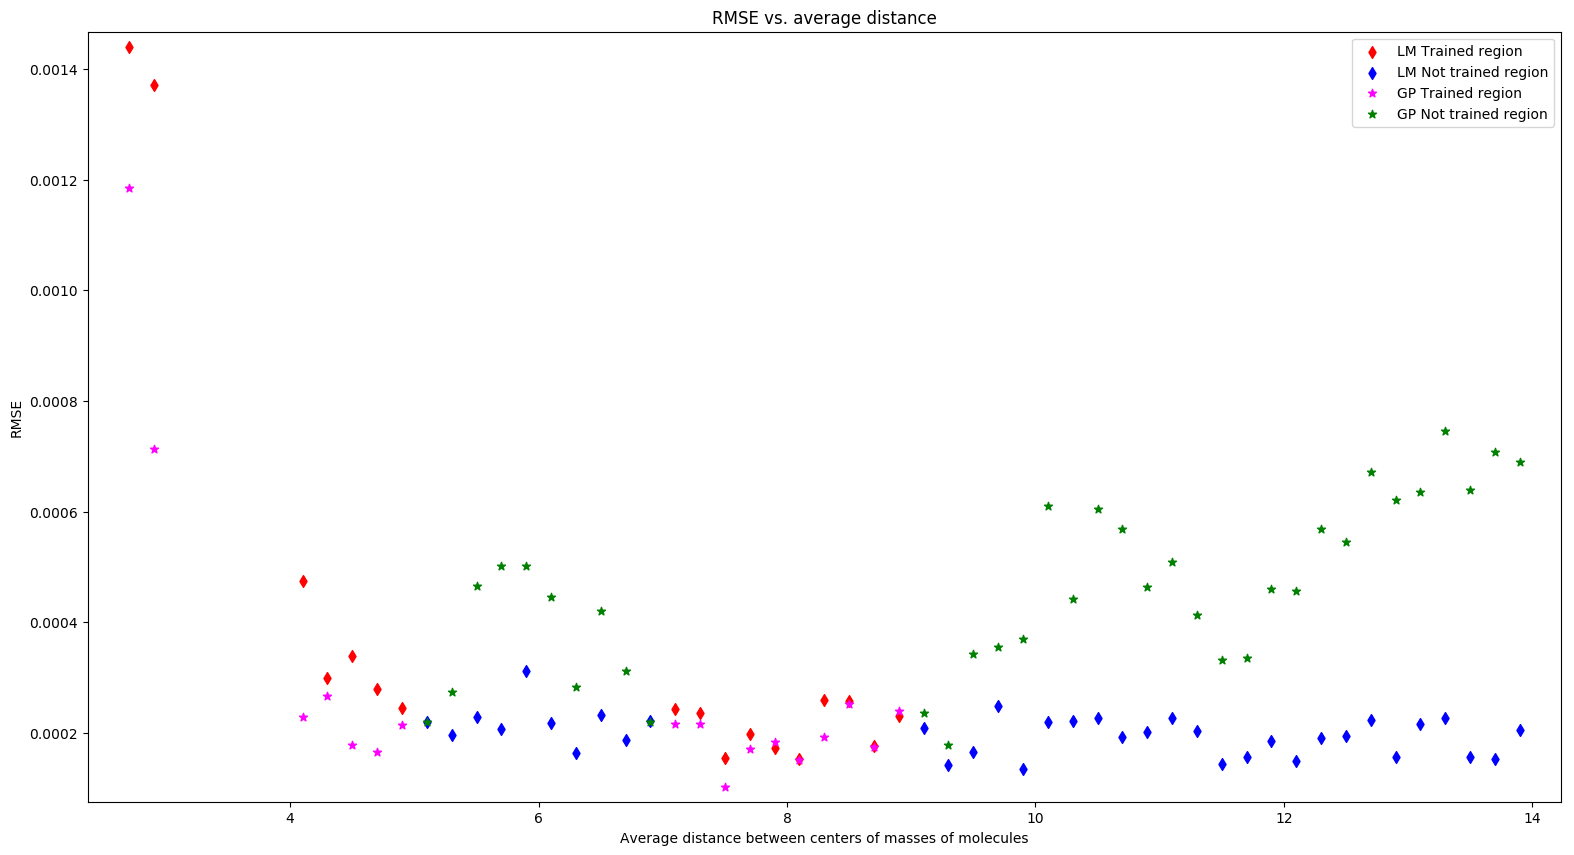 RMSE vs. average distance
LM Trained region
LM Not trained region
GP Trained region
GP Not trained region
0.0014
0.0012
0.0010
0.0008
0.0006
0.0004
0.0002
RMSE
4 6 8 10 12 14
Average distance between centers of masses of molecules